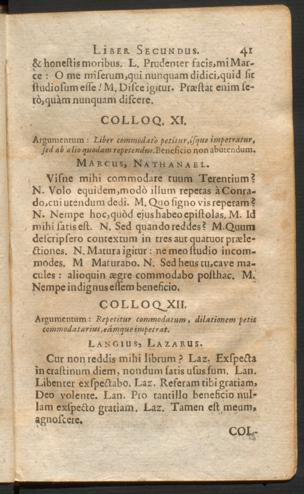 LIBER SECUNDUS. 41
& honestis moribus. L. Prudenter facis, mi Mar-
ce : O me miserum, qui nunquam didici, quid sit
studiosum esse! M. Disce igitur. Præstat enim se-
rò, quàm nunquam discere.
COLLOQ. XI.
Argumentum : Liber commodatò petitur, isque impetratur,
sed ab alio quodam repetendus. Beneficio non abutendum.
MARCUS, NATHANAEL.
Visne mihi commodare tuum Terentium?
N. Volo equidem, modò illum repetas à Conra-
do, cui utendum dedi. M. Quo signo vis repetam?
N. Nempe hoc, quòd ejus habeo epistolas. M. Id
mihi satis est. N. Sed quando reddes? M. Quum
descripsero contextum in tres aut quatuor præle-
ctiones. N. Matura igitur : ne meo studio incom-
modes. M Maturabo. N. Sed heus tu, cave ma-
cules : alioquin ægre commodabo posthac. M.
Nempe indignus essem beneficio.
COLLOQ XII.
Argumentum : Repetitur commodatum, dilationem petit
commodatarius, eámque impetrat.
LANGIUS, LAZARUS.
Cur non reddis mihi librum? Laz. Exspecta
in crastinum diem, nondum satis usus sum. Lan.
Libenter exspectabo. Laz. Referam tibi gratiam,
Deo volente. Lan. Pro tantillo beneficio nul-
lam exspecto gratiam. Laz. Tamen est meum,
agnoscere.
COL-